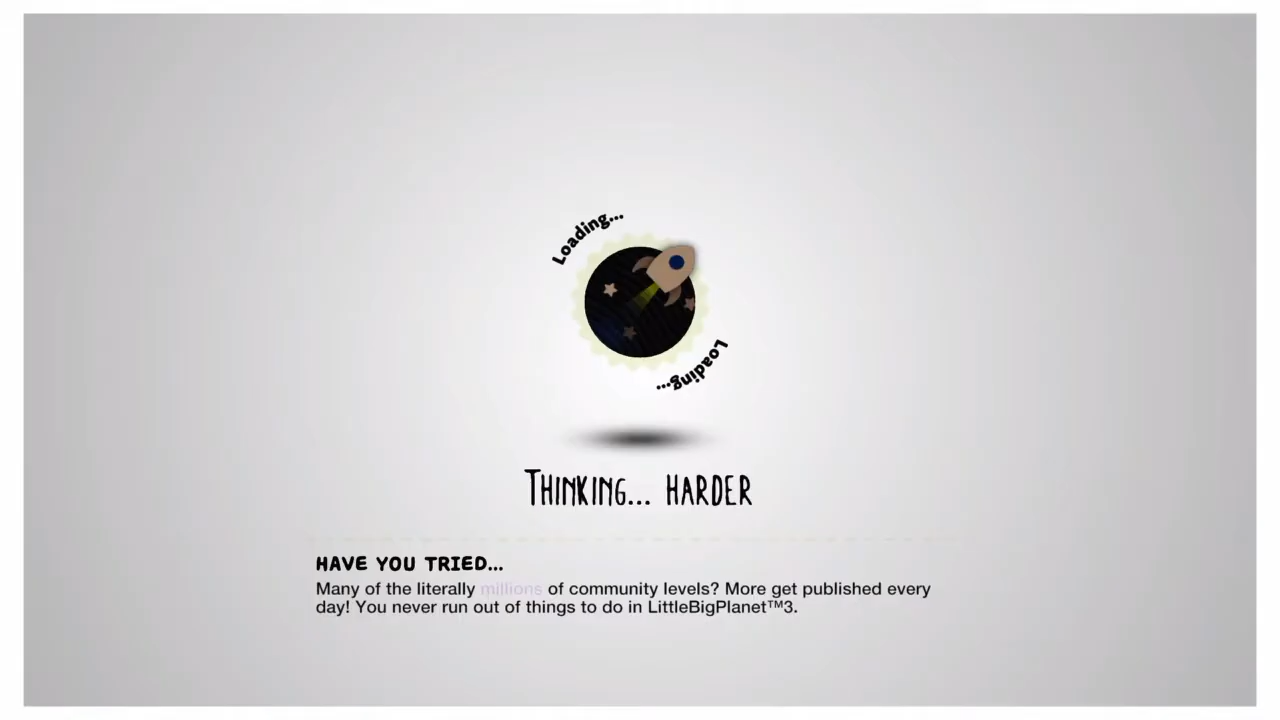 Loading...
Loading...
THINKING... HARDER
HAVE YOU TRIED...
Many of the literally millions of community levels? More get published every
day! You never run out of things to do in LittleBigPlanet™3.